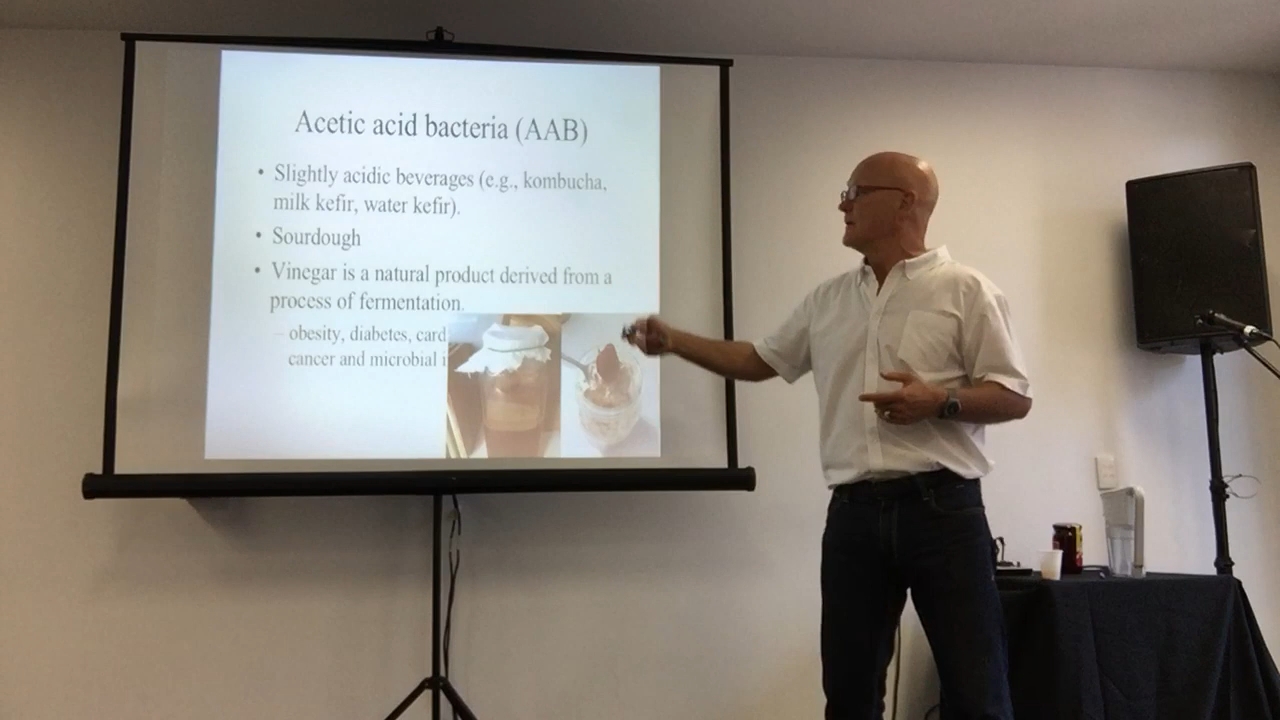 Acetic acid bacteria (AAB)
• Slightly acidic beverages (e.g., kombucha,
milk kefir, water kefir).
• Sourdough
• Vinegar is a natural product derived from a
process of fermentation.
– obesity, diabetes, card
cancer and microbial i